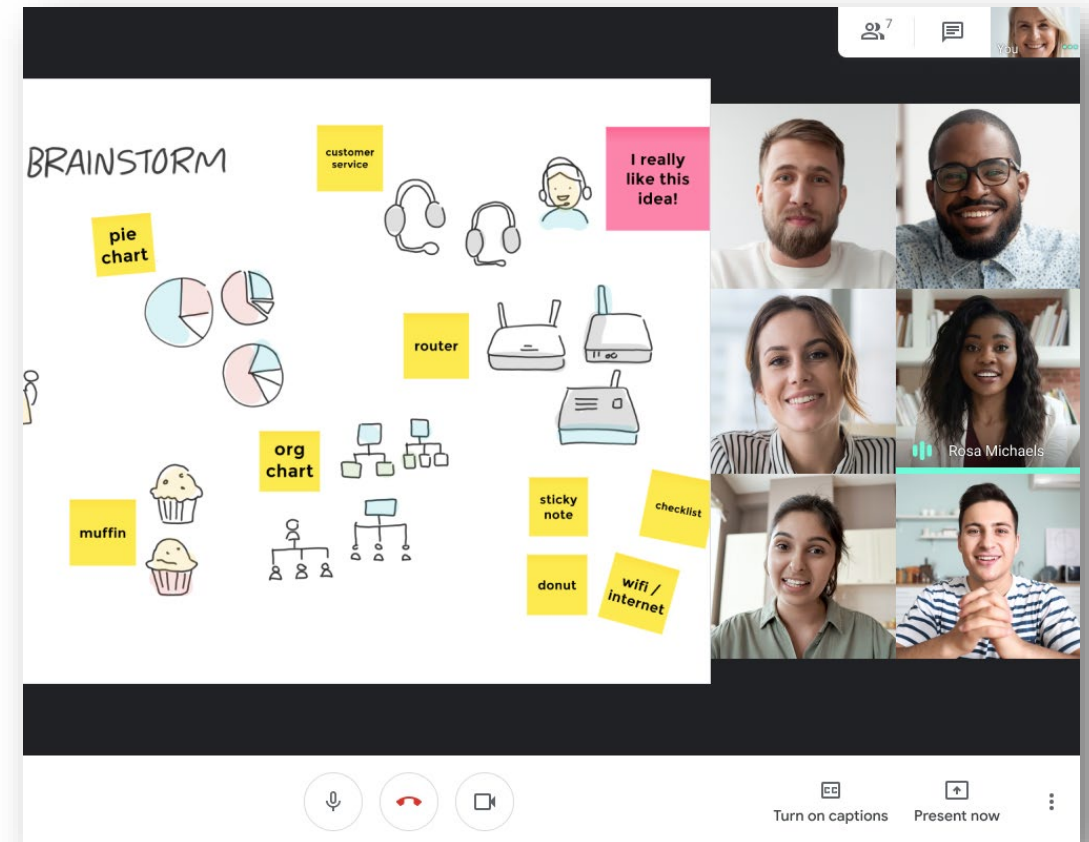 7
You
BRAINSTORM
customer
service
I really
like this
idea!
pie
chart
router
org
chart
sticky
note
checklist
muffin
donut
wifi /
internet
Rosa Michaels
CC
Turn on captions
Present now